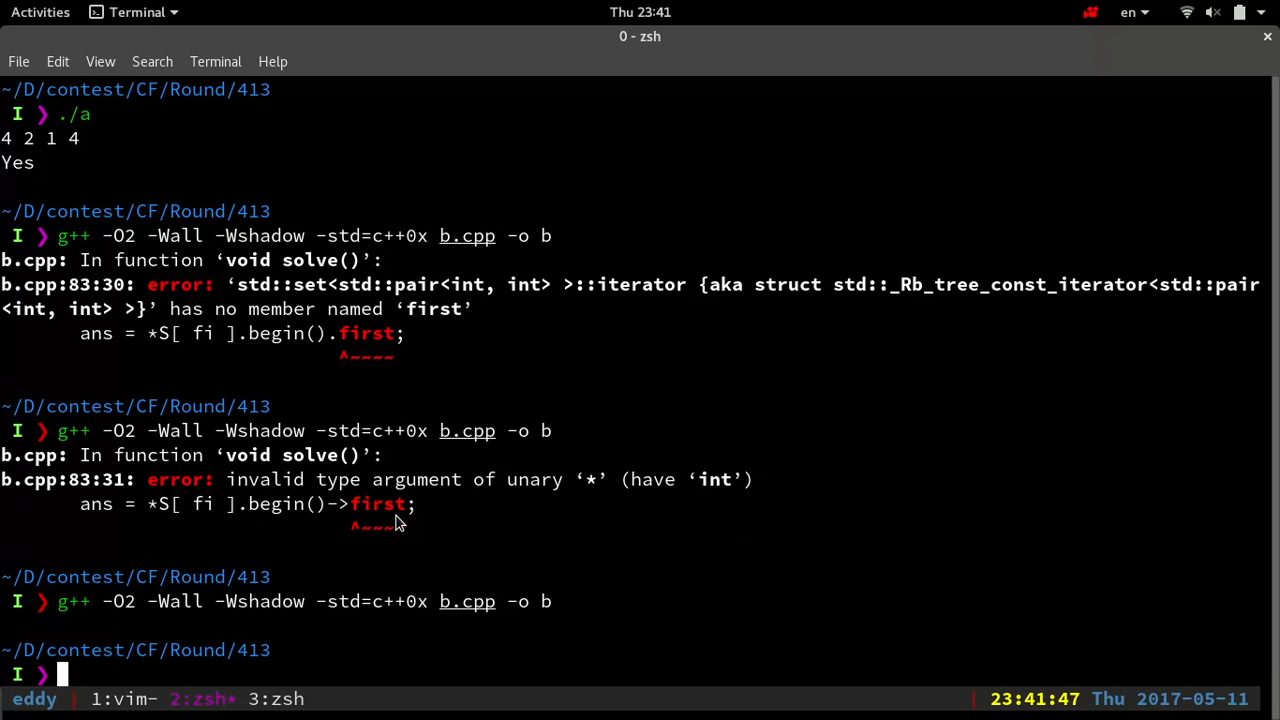 Activities Terminal Thu 23:41 en
0 - zsh
File Edit View Search Terminal Help
~/D/contest/CF/Round/413
I ❯ ./a
4 2 1 4
Yes
~/D/contest/CF/Round/413
I ❯ g++ -O2 -Wall -Wshadow -std=c++0x b.cpp -o b
b.cpp: In function ‘void solve()’:
b.cpp:83:30: error: ‘std::set<std::pair<int, int> >::iterator {aka struct std::_Rb_tree_const_iterator<std::pair
<int, int> >}’ has no member named ‘first’
ans = *S[ fi ].begin().first;
^~~~~
~/D/contest/CF/Round/413
I ❯ g++ -O2 -Wall -Wshadow -std=c++0x b.cpp -o b
b.cpp: In function ‘void solve()’:
b.cpp:83:31: error: invalid type argument of unary ‘*’ (have ‘int’)
ans = *S[ fi ].begin()->first;
^~~~~
~/D/contest/CF/Round/413
I ❯ g++ -O2 -Wall -Wshadow -std=c++0x b.cpp -o b
~/D/contest/CF/Round/413
I ❯
eddy 1:vim- 2:zsh* 3:zsh 23:41:47 Thu 2017-05-11